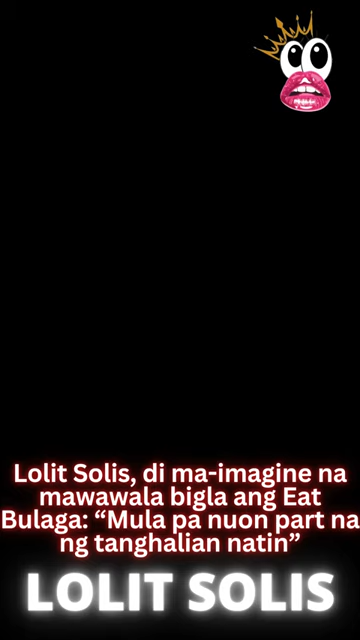 Lolit Solis, di ma-imagine na
mawawala bigla ang Eat
Bulaga: “Mula pa nuon part na
ng tanghalian natin”
LOLIT SOLIS